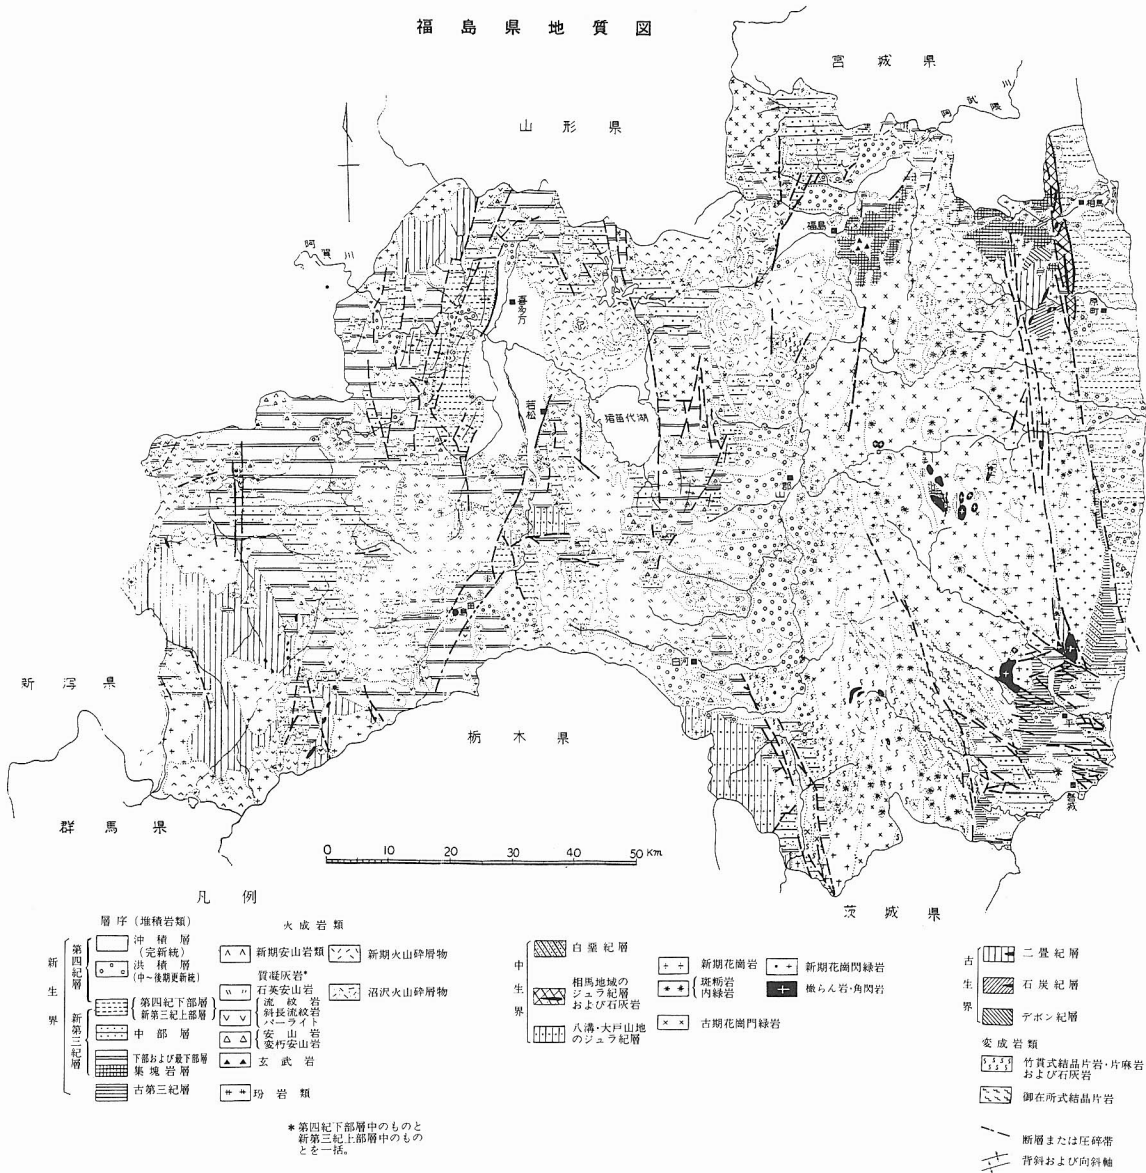 福島県地質図
宮城県
阿武隈川
山形県
相馬
福島
阿賀川
喜多方
原町
若松
猪苗代湖
郡山
田島
白河
平
磐城
新潟県
栃木県
群馬県
茨城県
0 10 20 30 40 50 Km
凡例
層序(堆積岩類)
新生界
第四紀層
沖積層
(完新統)
洪積層
(中~後期更新統)
新第三紀層
第四紀下部層
新第三紀上部層
中部層
下部および最下部層
集塊岩層
古第三紀層
火成岩類
新期安山岩類
新期火山砕屑物
質凝灰岩*
石英安山岩
沼沢火山砕屑物
流紋岩
斜長流紋岩
パーライト
安山岩
変朽安山岩
玄武岩
玢岩類
*第四紀下部層中のものと
新第三紀上部層中のもの
とを一括。
中生界
白堊紀層
相馬地域の
ジュラ紀層
および石灰岩
八溝・大戸山地
のジュラ紀層
新期花崗岩
新期花崗閃緑岩
斑粝岩
内緑岩
橄らん岩・角閃岩
古期花崗閃緑岩
古生界
二畳紀層
石炭紀層
デボン紀層
変成岩類
竹貫式結晶片岩・片麻岩
および石灰岩
御在所式結晶片岩
断層または圧砕帯
背斜および向斜軸